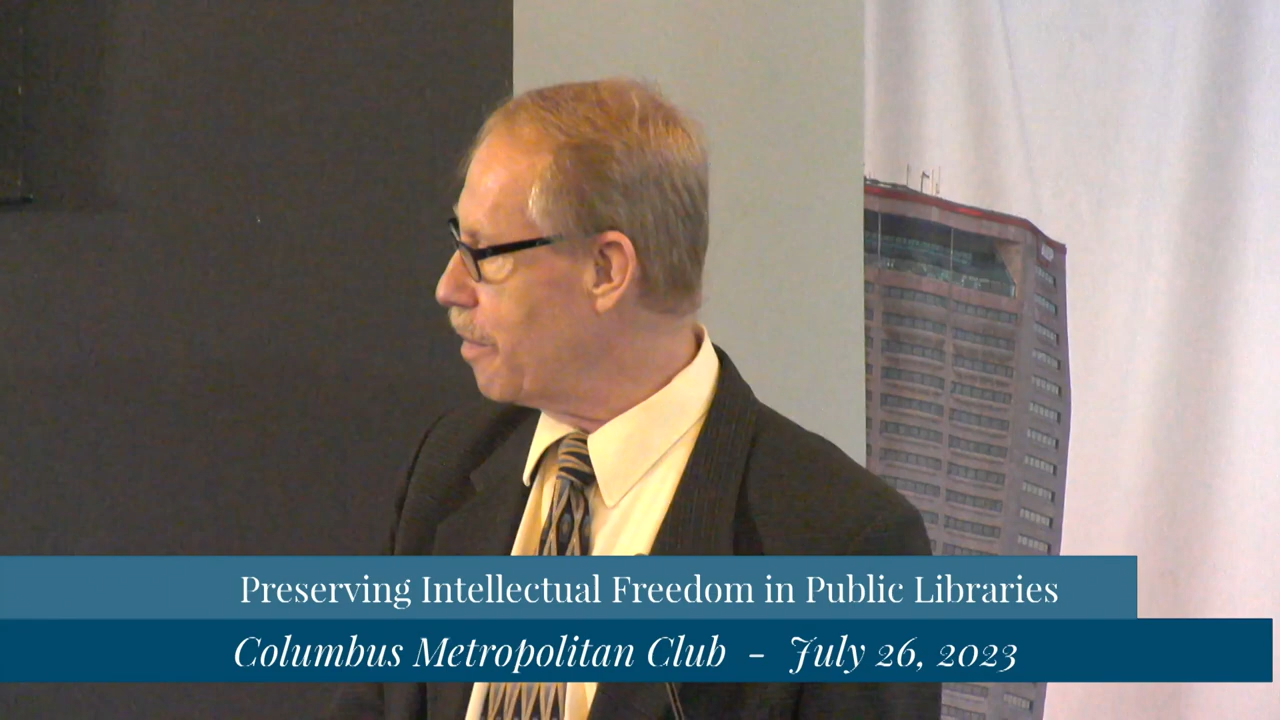 Preserving Intellectual Freedom in Public Libraries
Columbus Metropolitan Club - July 26, 2023